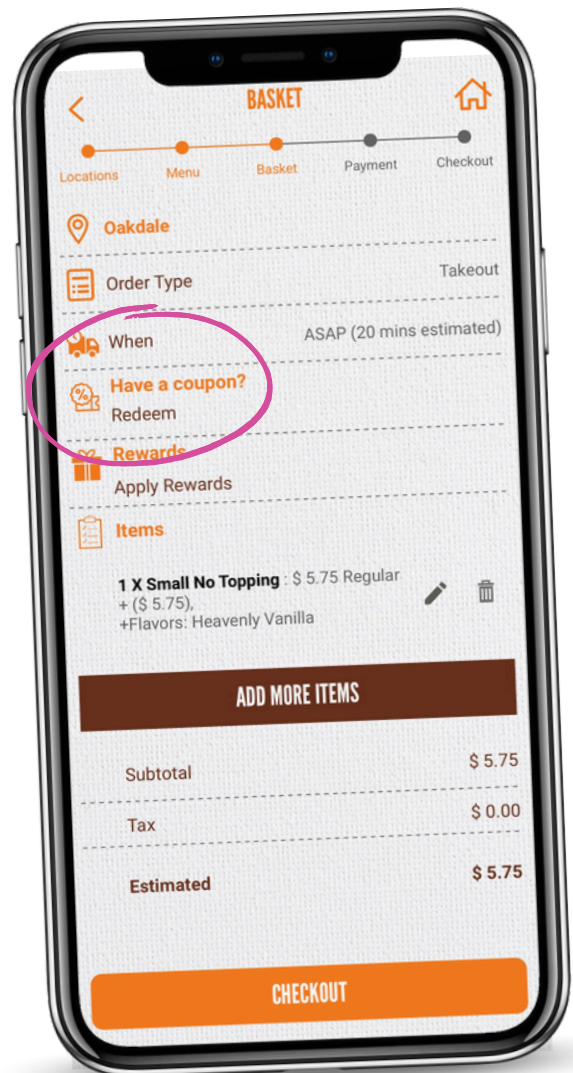 BASKET
Locations Menu Basket Payment Checkout
Oakdale
Order Type Takeout
When ASAP (20 mins estimated)
Have a coupon?
Redeem
Rewards
Apply Rewards
Items
1 X Small No Topping : $ 5.75 Regular
+ ($ 5.75),
+Flavors: Heavenly Vanilla
ADD MORE ITEMS
Subtotal $ 5.75
Tax $ 0.00
Estimated $ 5.75
CHECKOUT